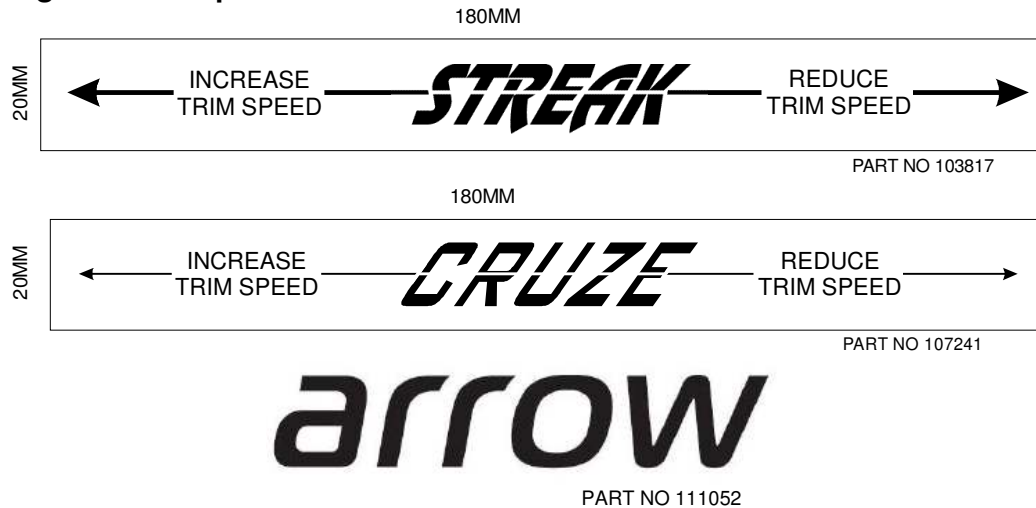 180MM
20MM
INCREASE TRIM SPEED
STREAK
REDUCE TRIM SPEED
PART NO 103817
180MM
20MM
INCREASE TRIM SPEED
CRUZE
REDUCE TRIM SPEED
PART NO 107241
arrow
PART NO 111052